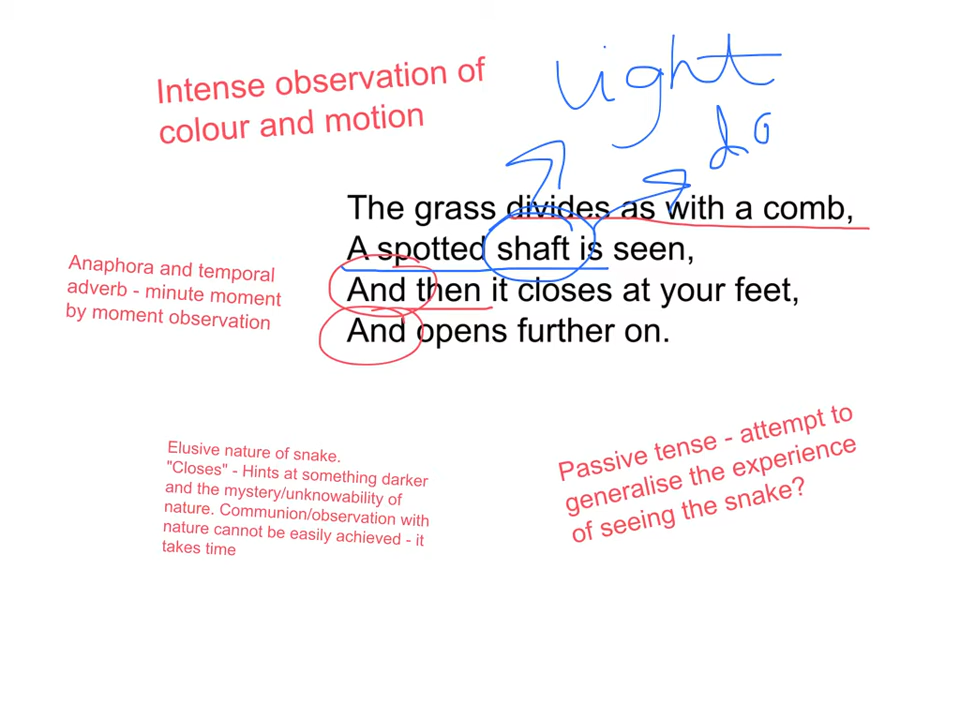 Intense observation of
colour and motion
light
do
The grass divides as with a comb,
A spotted shaft is seen,
And then it closes at your feet,
And opens further on.
Anaphora and temporal
adverb - minute moment
by moment observation
Elusive nature of snake.
"Closes" - Hints at something darker
and the mystery/unknowability of
nature. Communion/observation with
nature cannot be easily achieved - it
takes time
Passive tense - attempt to
generalise the experience
of seeing the snake?